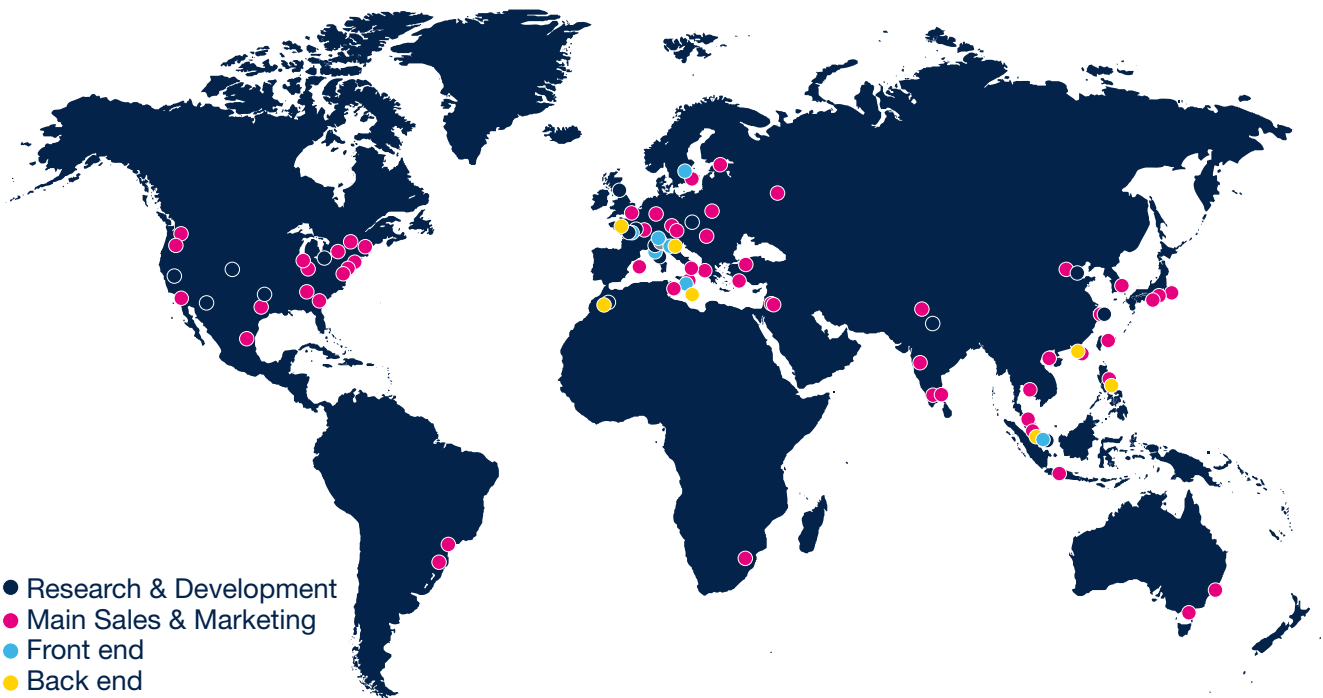 Research & Development
Main Sales & Marketing
Front end
Back end